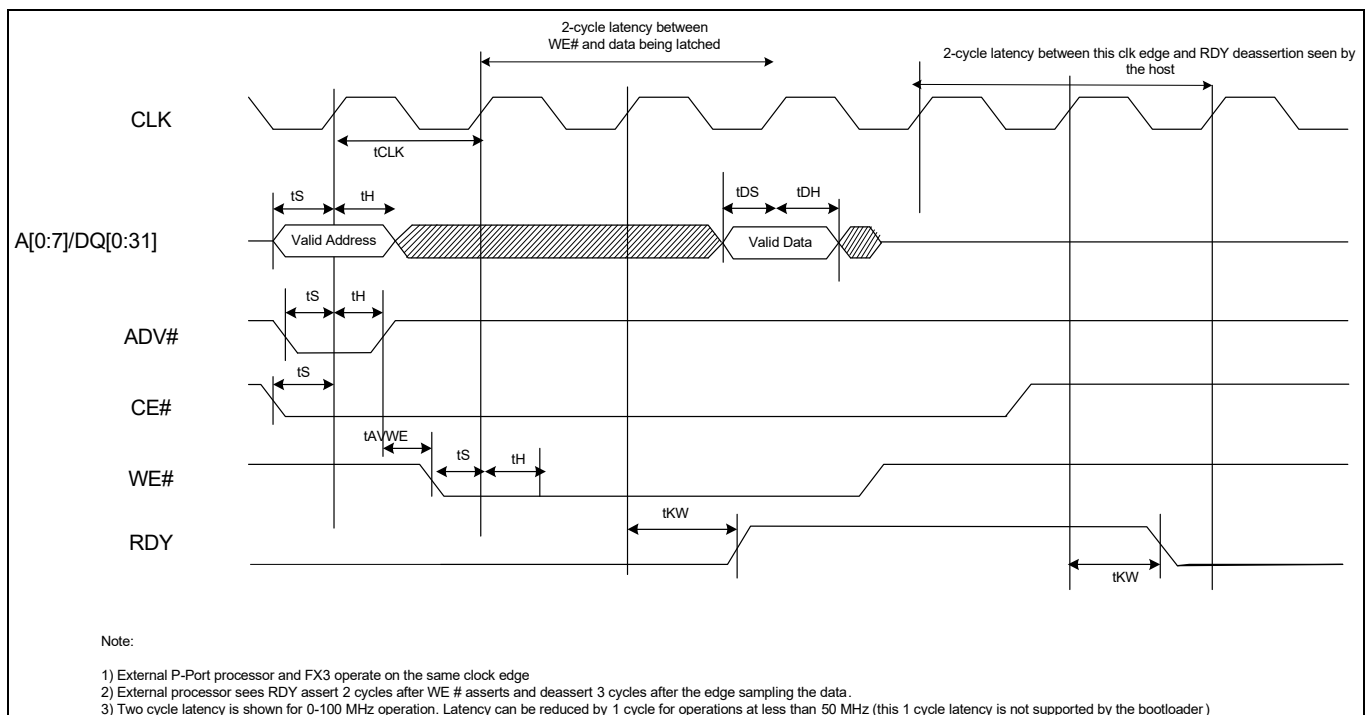 2-cycle latency between
WE# and data being latched
2-cycle latency between this clk edge and RDY deassertion seen by
the host
CLK
tCLK
tS
tH
tDS
tDH
A[0:7]/DQ[0:31]
Valid Address
Valid Data
tS
tH
ADV#
tS
CE#
tAVWE
tS
tH
WE#
tKW
RDY
tKW
Note:
1) External P-Port processor and FX3 operate on the same clock edge
2) External processor sees RDY assert 2 cycles after WE # asserts and deassert 3 cycles after the edge sampling the data.
3) Two cycle latency is shown for 0-100 MHz operation. Latency can be reduced by 1 cycle for operations at less than 50 MHz (this 1 cycle latency is not supported by the bootloader)